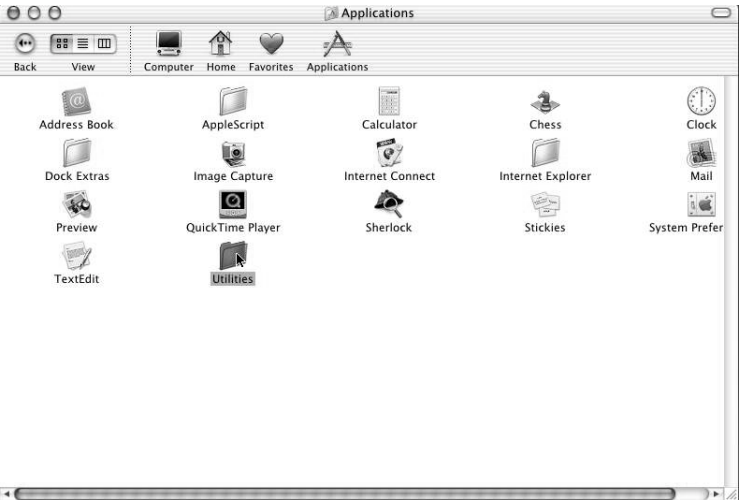 Applications
Back View Computer Home Favorites Applications
Address Book AppleScript Calculator Chess Clock
Dock Extras Image Capture Internet Connect Internet Explorer Mail
Preview QuickTime Player Sherlock Stickies System Prefer
TextEdit Utilities